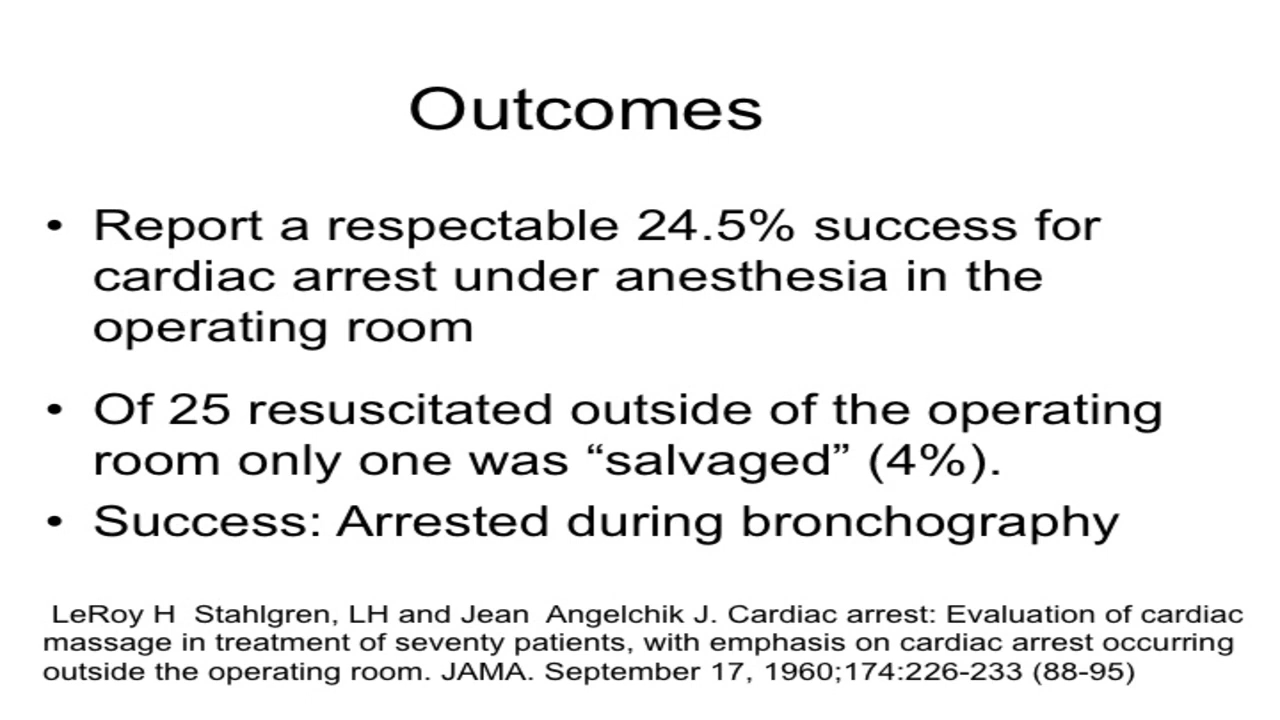 Outcomes
• Report a respectable 24.5% success for
cardiac arrest under anesthesia in the
operating room
• Of 25 resuscitated outside of the operating
room only one was “salvaged” (4%).
• Success: Arrested during bronchography
LeRoy H  Stahlgren, LH and Jean  Angelchik J. Cardiac arrest: Evaluation of cardiac
massage in treatment of seventy patients, with emphasis on cardiac arrest occurring
outside the operating room. JAMA. September 17, 1960;174:226-233 (88-95)